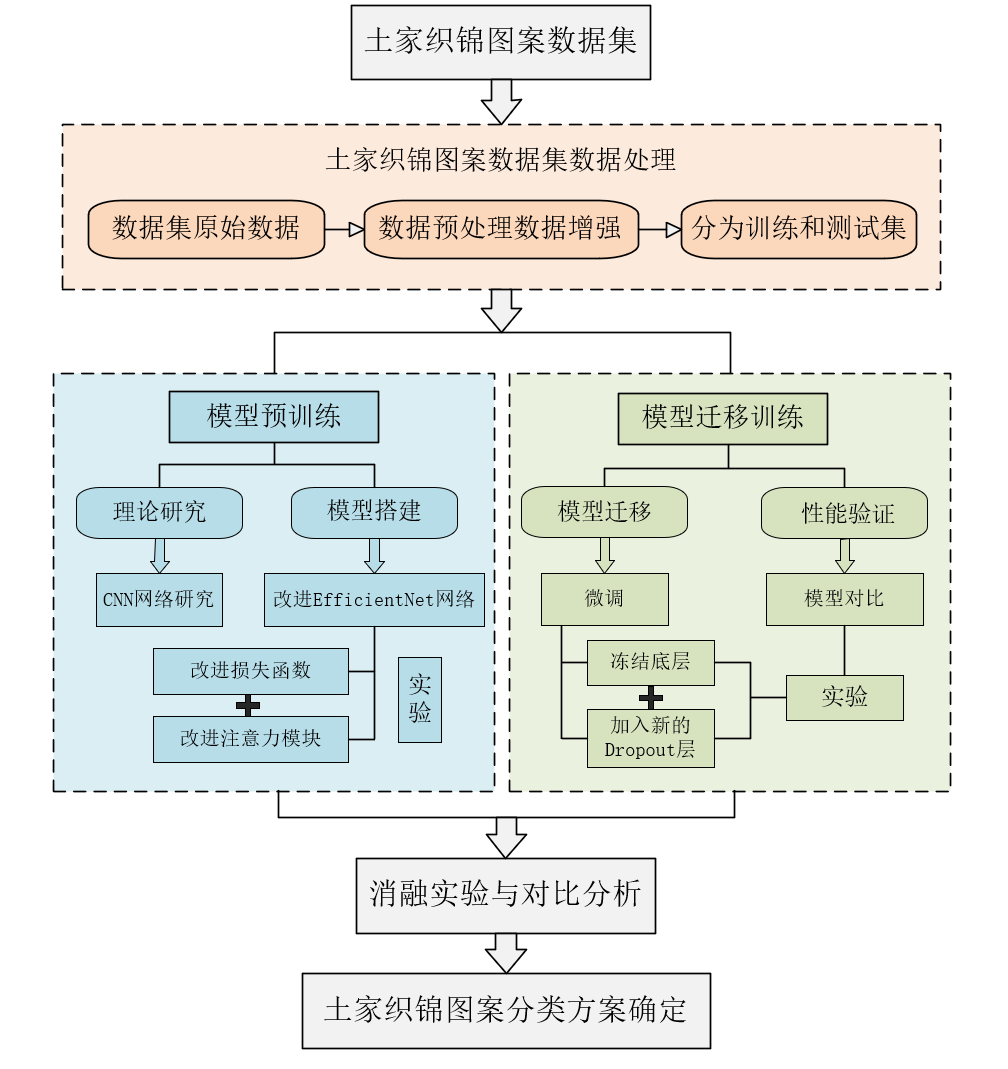 土家织锦图案数据集
土家织锦图案数据集数据处理
数据集原始数据
数据预处理数据增强
分为训练和测试集
模型预训练
理论研究
模型搭建
CNN网络研究
改进EfficientNet网络
改进损失函数
改进注意力模块
实
验
模型迁移训练
模型迁移
性能验证
微调
模型对比
冻结底层
加入新的
Dropout层
实验
消融实验与对比分析
土家织锦图案分类方案确定